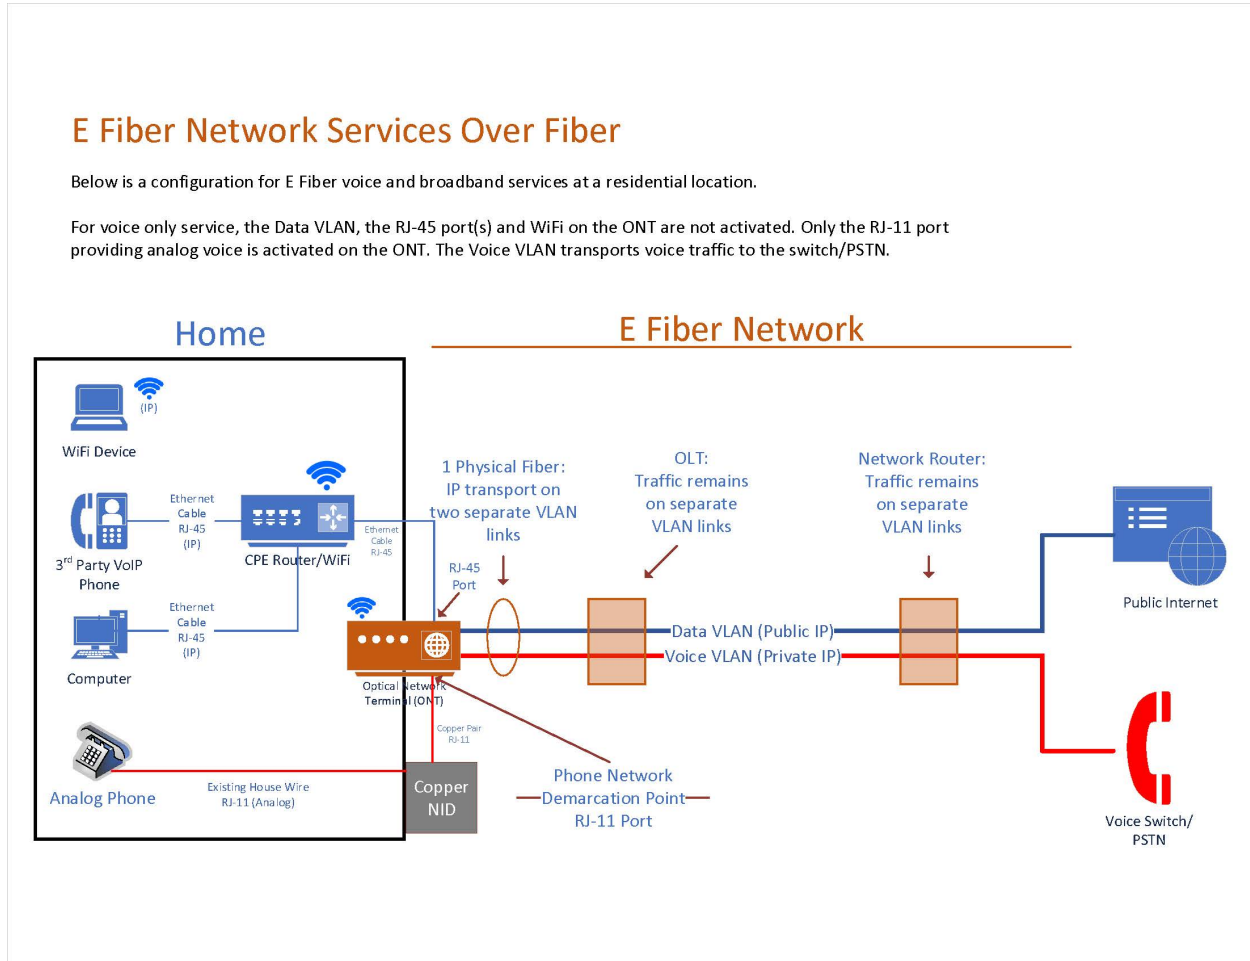 E Fiber Network Services Over Fiber
Below is a configuration for E Fiber voice and broadband services at a residential location.
For voice only service, the Data VLAN, the RJ-45 port(s) and WiFi on the ONT are not activated. Only the RJ-11 port
providing analog voice is activated on the ONT. The Voice VLAN transports voice traffic to the switch/PSTN.
Home
E Fiber Network
(IP)
WiFi Device
Ethernet
Cable
RJ-45
(IP)
3rd Party VoIP
Phone
CPE Router/WiFi
Ethernet
Cable
RJ-45
Ethernet
Cable
RJ-45
(IP)
Computer
RJ-45
Port
1 Physical Fiber:
IP transport on
two separate VLAN
links
OLT:
Traffic remains
on separate
VLAN links
Network Router:
Traffic remains
on separate
VLAN links
Public Internet
Data VLAN (Public IP)
Voice VLAN (Private IP)
Optical Network
Terminal (ONT)
Copper Pair
RJ-11
Analog Phone
Existing House Wire
RJ-11 (Analog)
Copper
NID
Phone Network
Demarcation Point
RJ-11 Port
Voice Switch/
PSTN